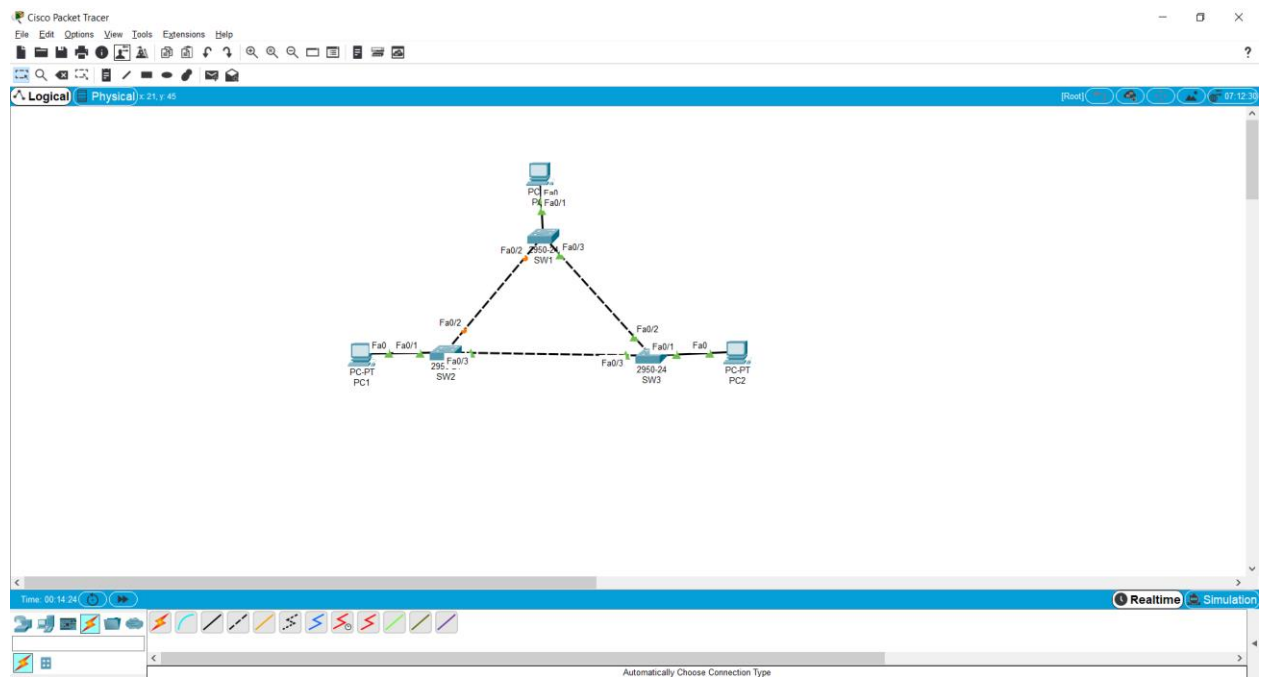 Cisco Packet Tracer
File Edit Options View Tools Extensions Help
?
Logical Physical x: 21, y: 45
[Root] 07:12:30
Fa0
Fa0/1
Fa0/2 2950-24 Fa0/3
SW1
Fa0/2
Fa0/2
Fa0 Fa0/1
Fa0/1 Fa0
Fa0/3
Fa0/3
PC-PT
PC1
SW2
2950-24
SW3
PC-PT
PC2
Time: 00:14:24
Realtime Simulation
Automatically Choose Connection Type